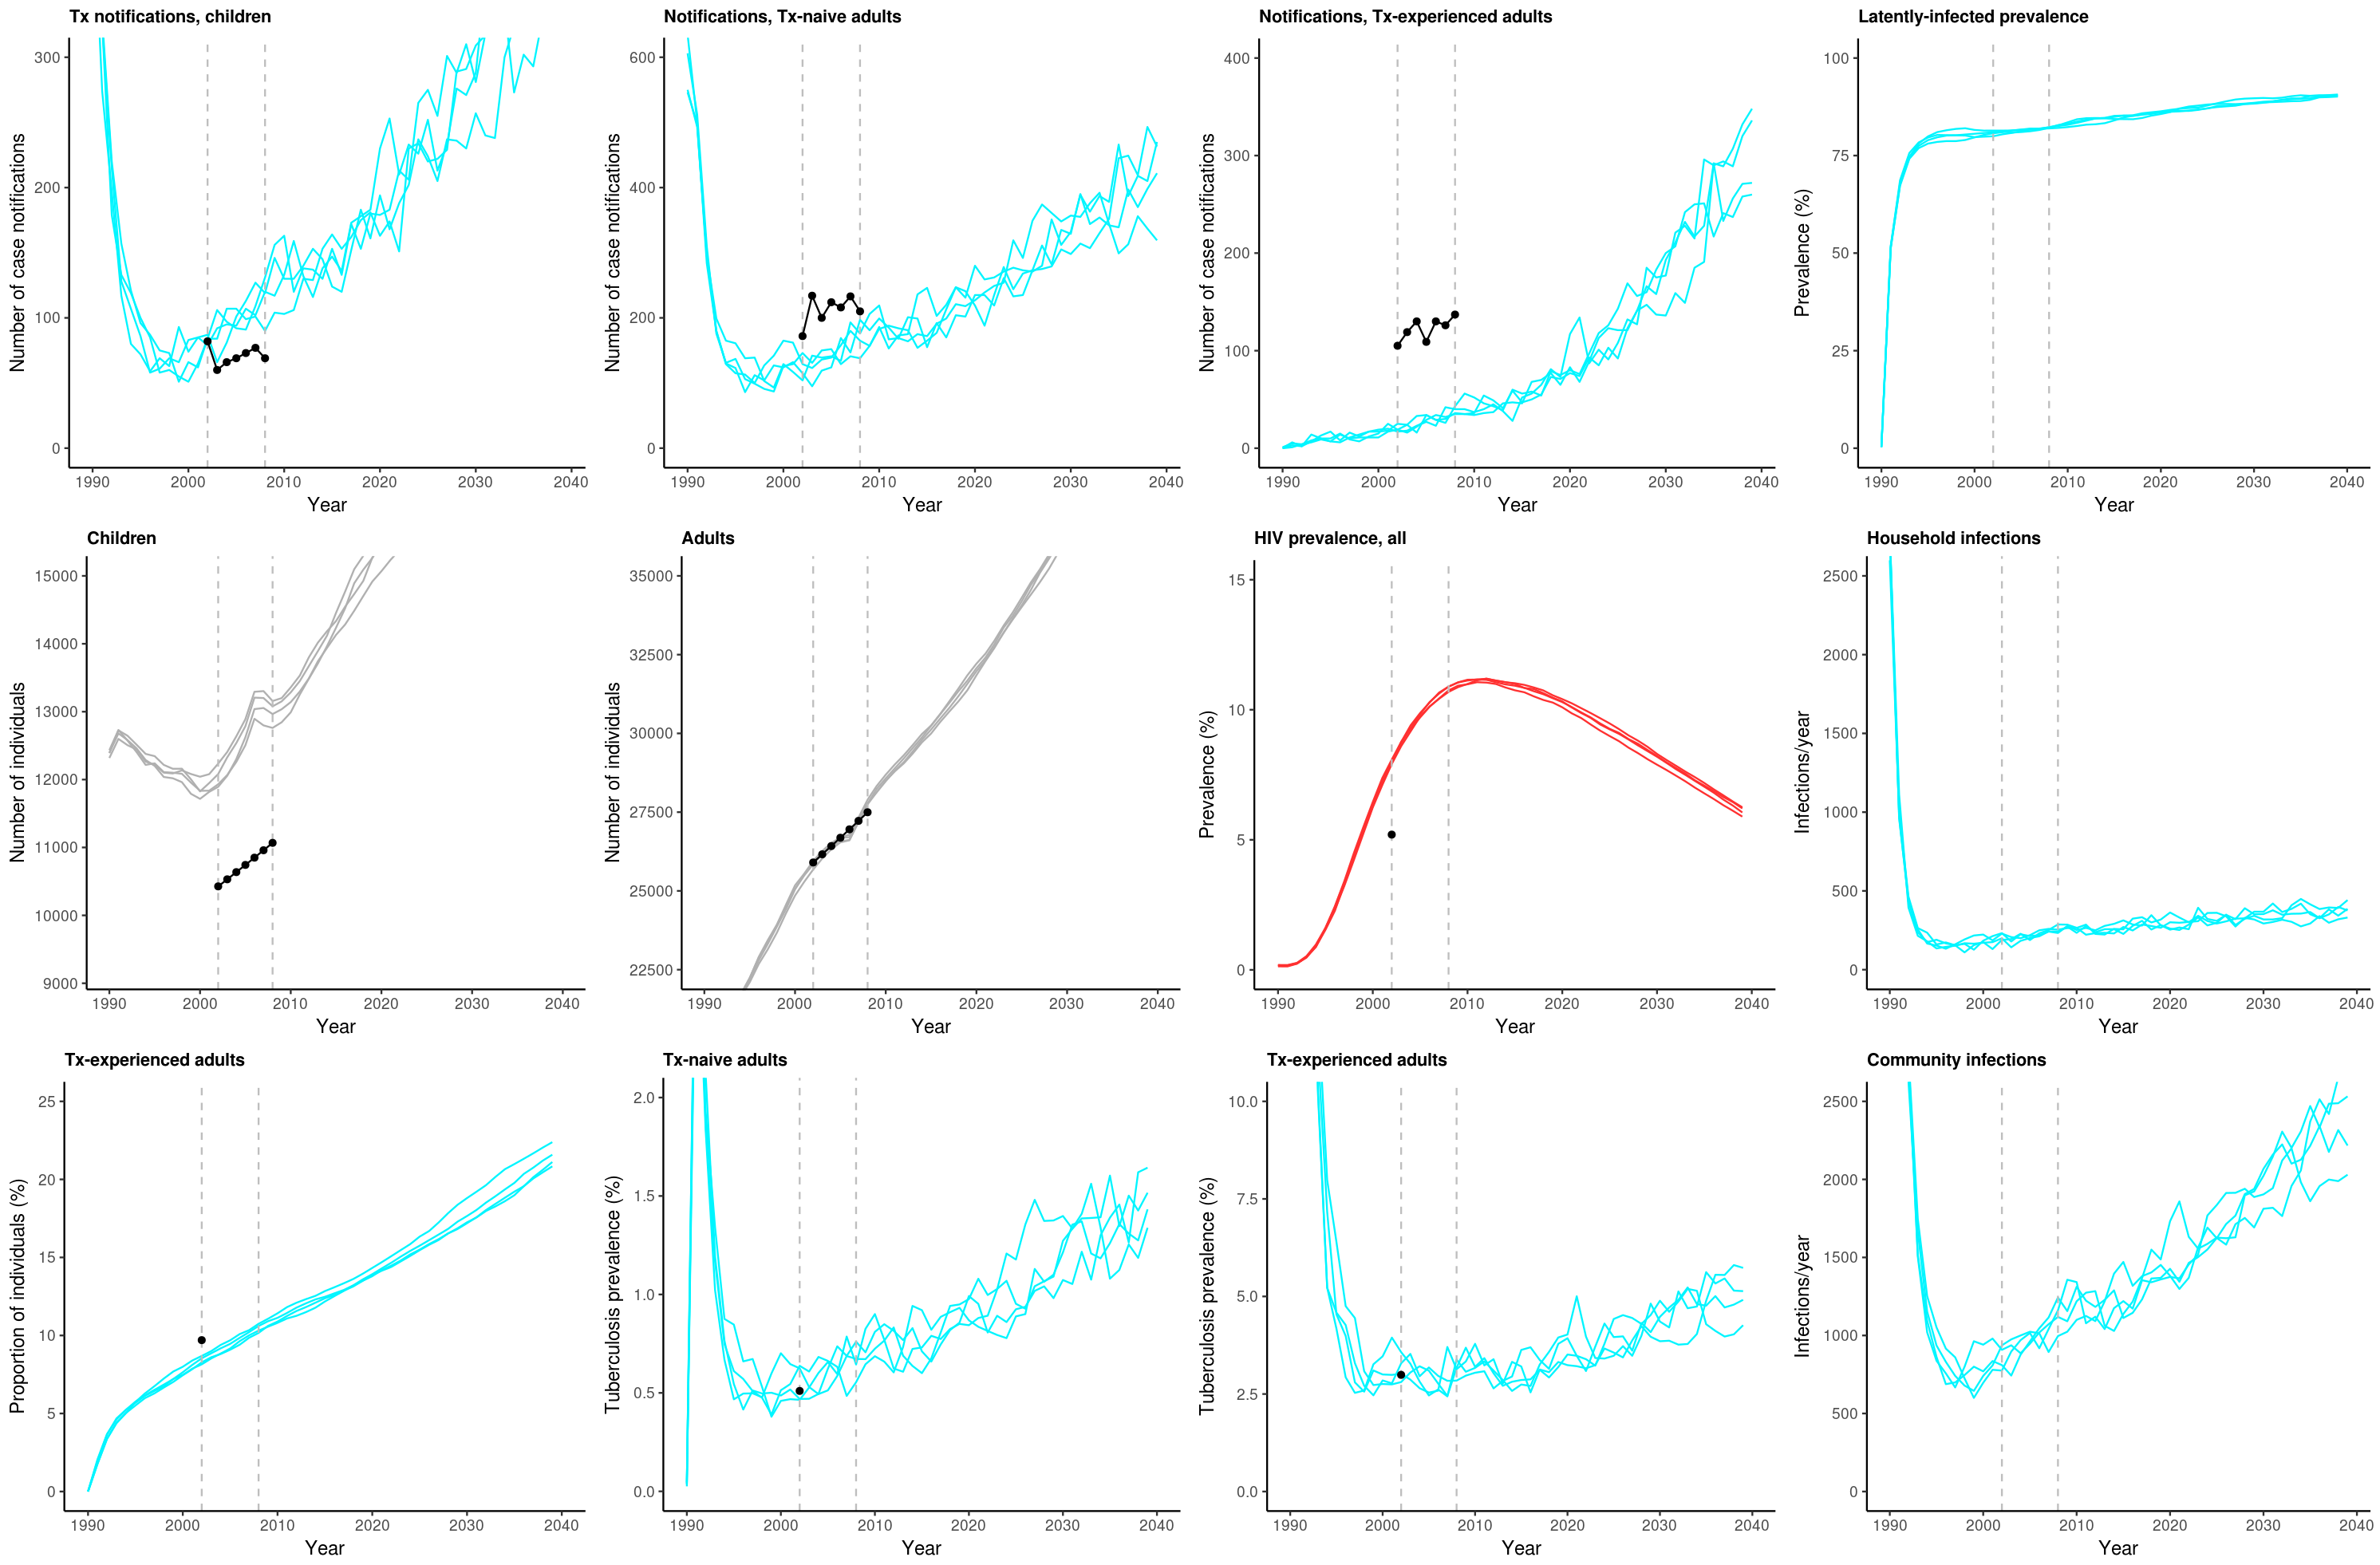 Tx notifications, children
Number of case notifications
300
200
100
0
1990 2000 2010 2020 2030 2040
Year
Notifications, Tx-naive adults
Number of case notifications
600
400
200
0
1990 2000 2010 2020 2030 2040
Year
Notifications, Tx-experienced adults
Number of case notifications
400
300
200
100
0
1990 2000 2010 2020 2030 2040
Year
Latently-infected prevalence
Prevalence (%)
100
75
50
25
0
1990 2000 2010 2020 2030 2040
Year
Children
Number of individuals
15000
14000
13000
12000
11000
10000
9000
1990 2000 2010 2020 2030 2040
Year
Adults
Number of individuals
35000
32500
30000
27500
25000
22500
1990 2000 2010 2020 2030 2040
Year
HIV prevalence, all
Prevalence (%)
15
10
5
0
1990 2000 2010 2020 2030 2040
Year
Household infections
Infections/year
2500
2000
1500
1000
500
0
1990 2000 2010 2020 2030 2040
Year
Tx-experienced adults
Proportion of individuals (%)
25
20
15
10
5
0
1990 2000 2010 2020 2030 2040
Year
Tx-naive adults
Tuberculosis prevalence (%)
2.0
1.5
1.0
0.5
0.0
1990 2000 2010 2020 2030 2040
Year
Tx-experienced adults
Tuberculosis prevalence (%)
10.0
7.5
5.0
2.5
0.0
1990 2000 2010 2020 2030 2040
Year
Community infections
Infections/year
2500
2000
1500
1000
500
0
1990 2000 2010 2020 2030 2040
Year